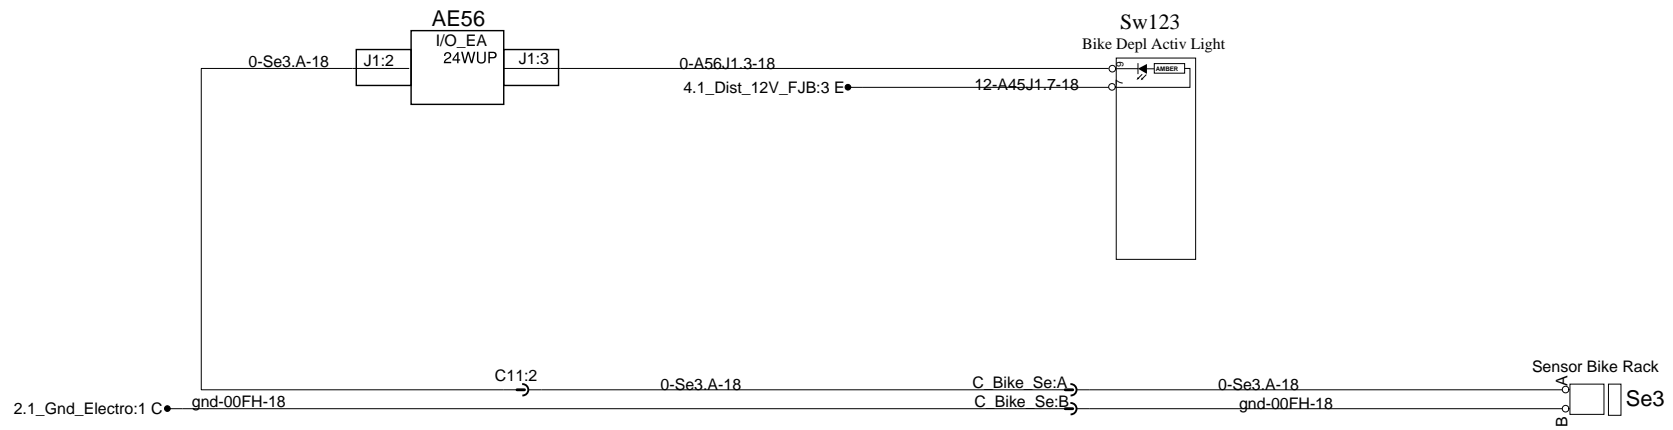 AE56
I/O_EA
24WUP
0-Se3.A-18
J1:2
J1:3
0-A56J1.3-18
4.1_Dist_12V_FJB:3 E
12-A45J1.7-18
Sw123
Bike Depl Activ Light
9
7
AMBER
C11:2
0-Se3.A-18
C_Bike_Se:A
0-Se3.A-18
Sensor Bike Rack
A
Se3
2.1_Gnd_Electro:1 C
gnd-00FH-18
C_Bike_Se:B
gnd-00FH-18
B